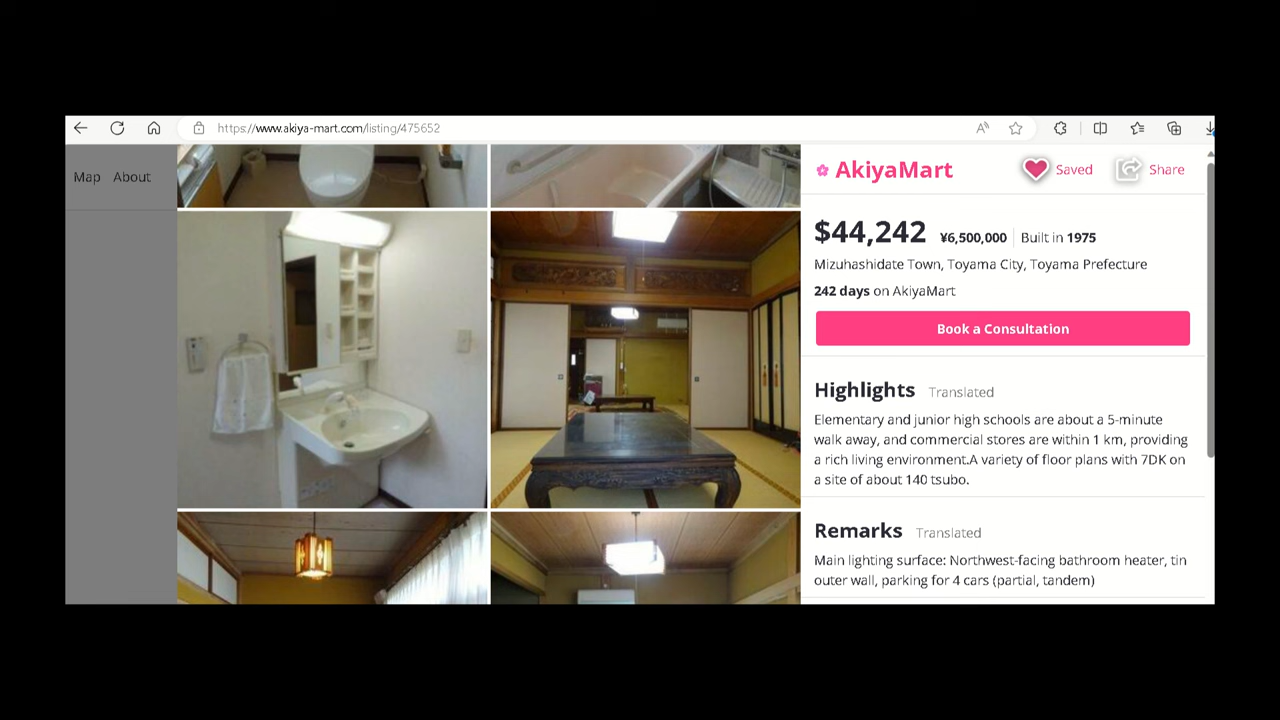 https://www.akiya-mart.com/listing/475652
Map About
AkiyaMart Saved Share
$44,242 ¥6,500,000 Built in 1975
Mizuhashidate Town, Toyama City, Toyama Prefecture
242 days on AkiyaMart
Book a Consultation
Highlights Translated
Elementary and junior high schools are about a 5-minute
walk away, and commercial stores are within 1 km, providing
a rich living environment.A variety of floor plans with 7DK on
a site of about 140 tsubo.
Remarks Translated
Main lighting surface: Northwest-facing bathroom heater, tin
outer wall, parking for 4 cars (partial, tandem)